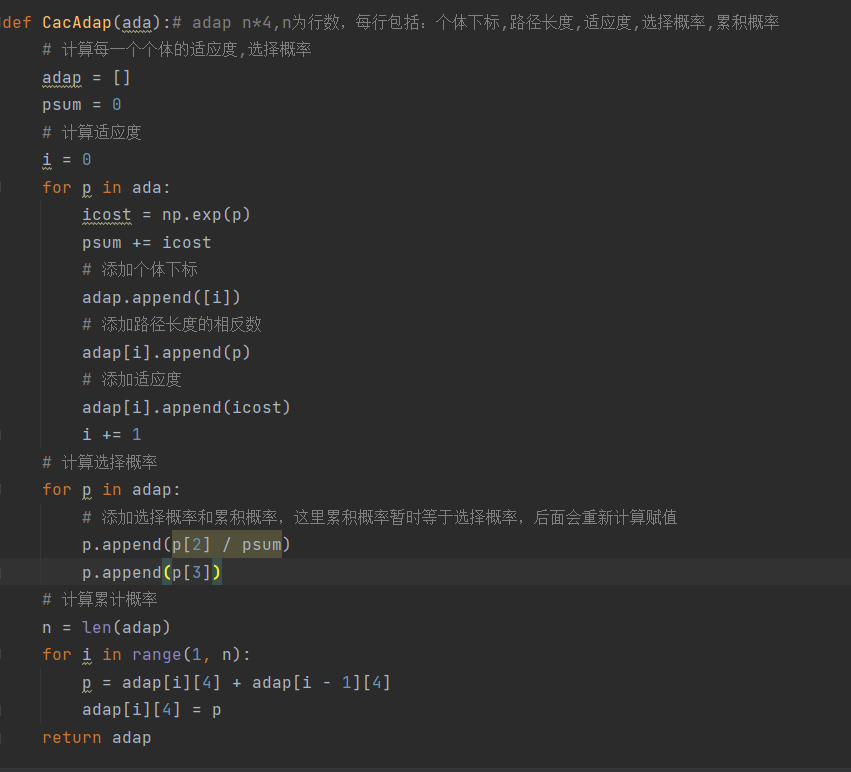 def CacAdap(ada):# adap n*4,n为行数，每行包括：个体下标,路径长度,适应度,选择概率,累积概率
    # 计算每一个个体的适应度,选择概率
    adap = []
    psum = 0
    # 计算适应度
    i = 0
    for p in ada:
        icost = np.exp(p)
        psum += icost
        # 添加个体下标
        adap.append([i])
        # 添加路径长度的相反数
        adap[i].append(p)
        # 添加适应度
        adap[i].append(icost)
        i += 1
    # 计算选择概率
    for p in adap:
        # 添加选择概率和累积概率，这里累积概率暂时等于选择概率，后面会重新计算赋值
        p.append(p[2] / psum)
        p.append(p[3])
    # 计算累计概率
    n = len(adap)
    for i in range(1, n):
        p = adap[i][4] + adap[i - 1][4]
        adap[i][4] = p
    return adap